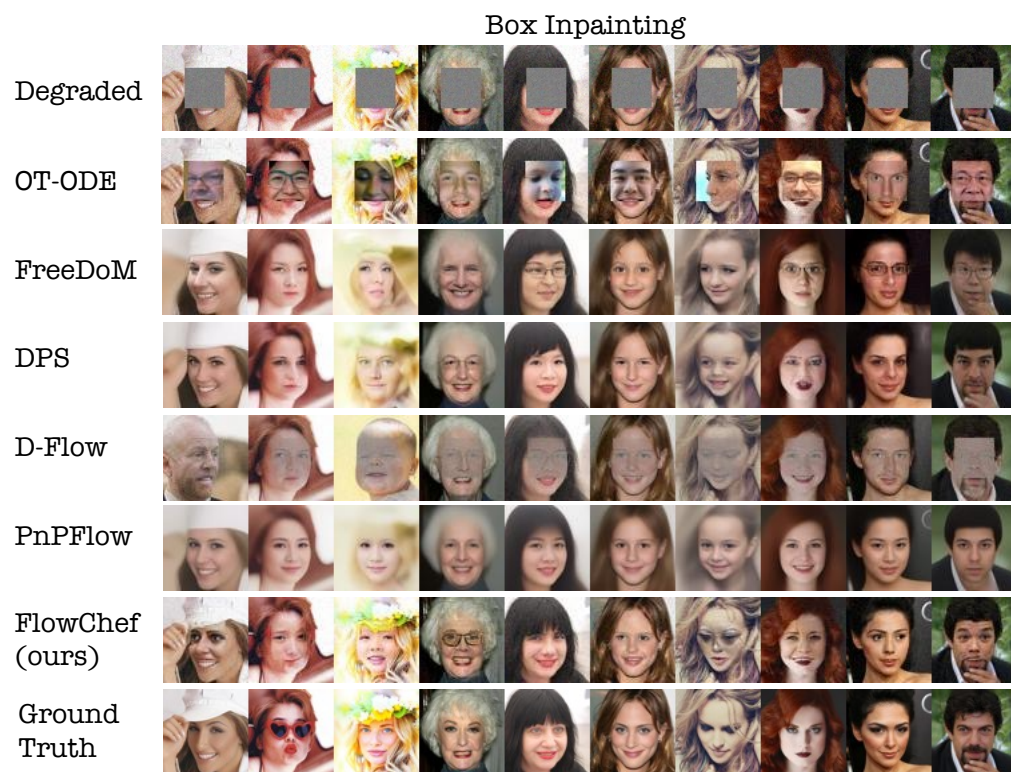 Box Inpainting
Degraded
OT-ODE
FreeDoM
DPS
D-Flow
PnPFlow
FlowChef
(ours)
Ground
Truth